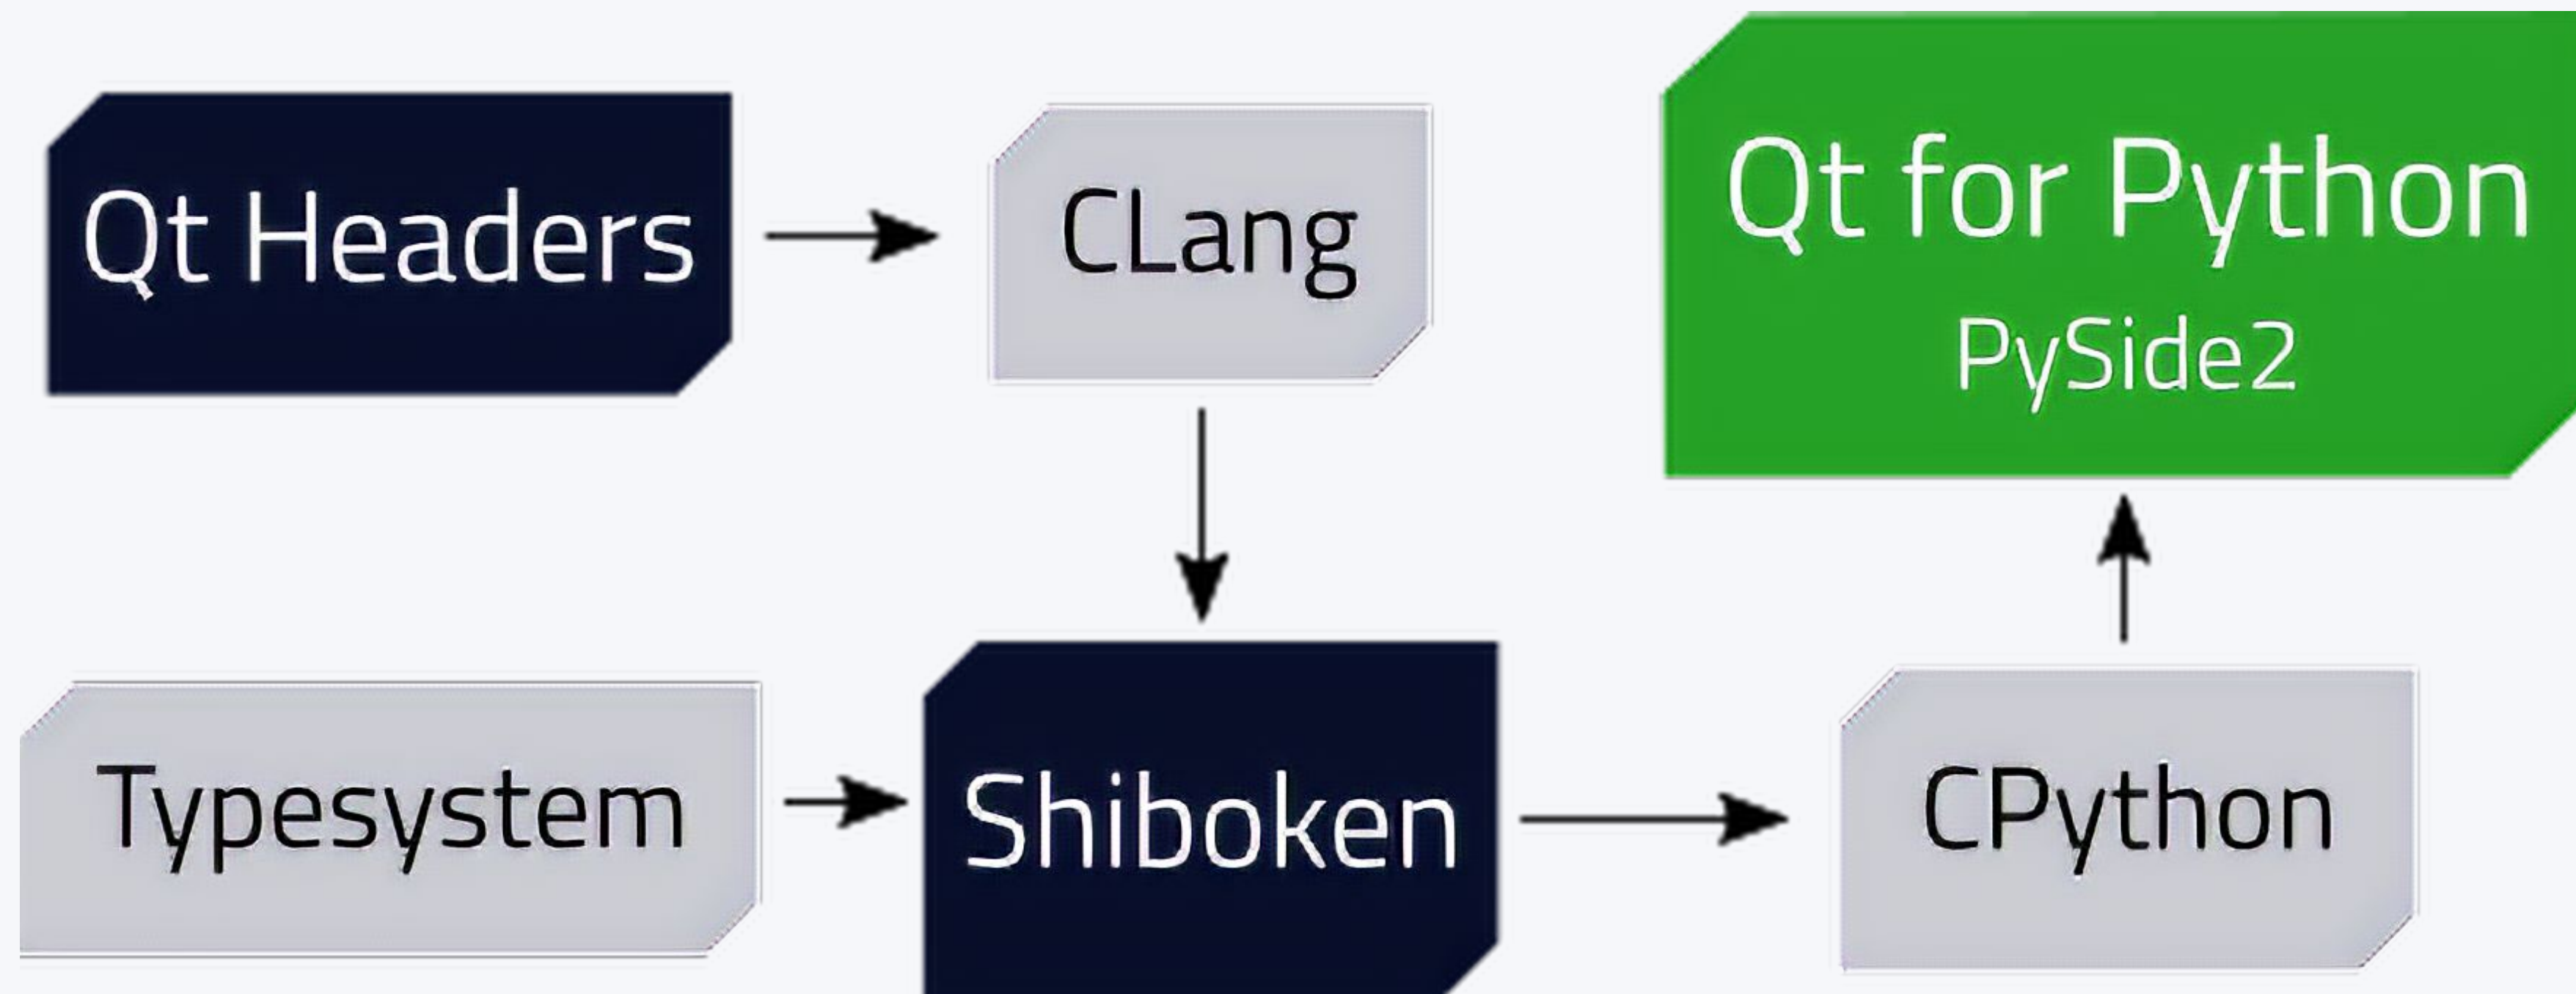 Qt Headers
CLang
Qt for Python
PySide2
Typesystem
Shiboken
CPython